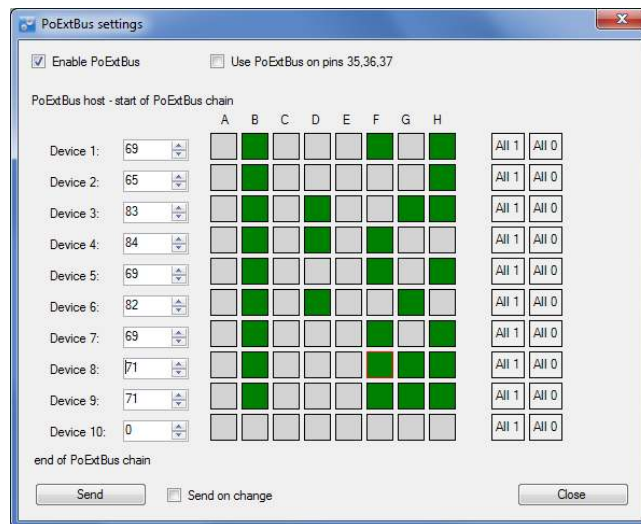 PoExtBus settings
Enable PoExtBus Use PoExtBus on pins 35,36,37
PoExtBus host - start of PoExtBus chain
A B C D E F G H
Device 1: 69 All 1 All 0
Device 2: 65 All 1 All 0
Device 3: 83 All 1 All 0
Device 4: 84 All 1 All 0
Device 5: 69 All 1 All 0
Device 6: 82 All 1 All 0
Device 7: 69 All 1 All 0
Device 8: 71 All 1 All 0
Device 9: 71 All 1 All 0
Device 10: 0 All 1 All 0
end of PoExtBus chain
Send Send on change Close